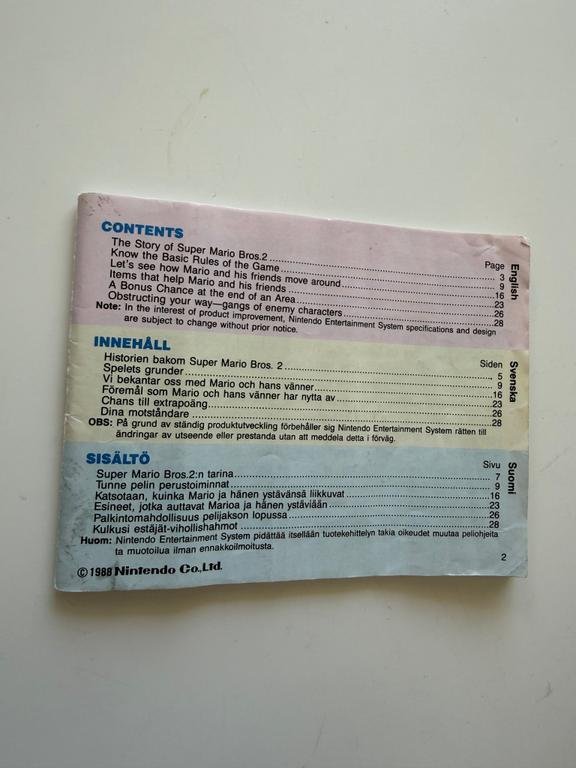 CONTENTS
Page
The Story of Super Mario Bros.2 ........ 3
Know the Basic Rules of the Game ........ 9
Let's see how Mario and his friends move around ........ 16
Items that help Mario and his friends ........ 23
A Bonus Chance at the end of an Area ........ 26
Obstructing your way—gangs of enemy characters ........ 28
Note: In the interest of product improvement, Nintendo Entertainment System specifications and design
are subject to change without prior notice.
English
INNEHÅLL
Siden
Historien bakom Super Mario Bros. 2 ........ 5
Spelets grunder ........ 9
Vi bekantar oss med Mario och hans vänner ........ 16
Föremål som Mario och hans vänner har nytta av ........ 23
Chans till extrapoäng ........ 26
Dina motståndare ........ 28
OBS: På grund av ständig produktutveckling förbehåller sig Nintendo Entertainment System rätten till
ändringar av utseende eller prestanda utan att meddela detta i förväg.
Svenska
SISÄLTÖ
Sivu
Super Mario Bros.2:n tarina ........ 7
Tunne pelin perustoiminnat ........ 9
Katsotaan, kuinka Mario ja hänen ystävänsä liikkuvat ........ 16
Esineet, jotka auttavat Marioa ja hänen ystäviään ........ 23
Palkintomahdollisuus pelijakson lopussa ........ 26
Kulkusi estäjät-vihollishahmot ........ 28
Huom: Nintendo Entertainment System pidättää itsellään tuotekehittelyn takia oikeudet muutaa peliohjeita
ta muotoilua ilman ennakkoilmoitusta.
Suomi
2
© 1988 Nintendo Co., Ltd.